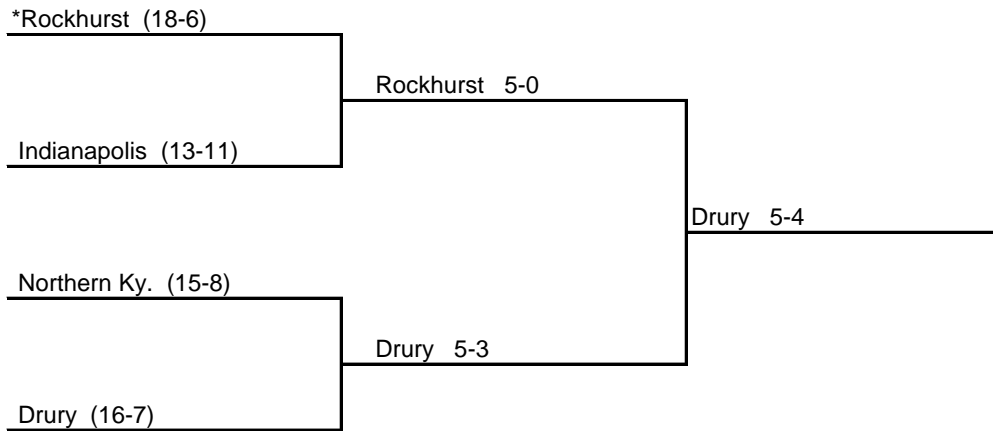 *Rockhurst (18-6)
Rockhurst 5-0
Indianapolis (13-11)
Drury 5-4
Northern Ky. (15-8)
Drury 5-3
Drury (16-7)